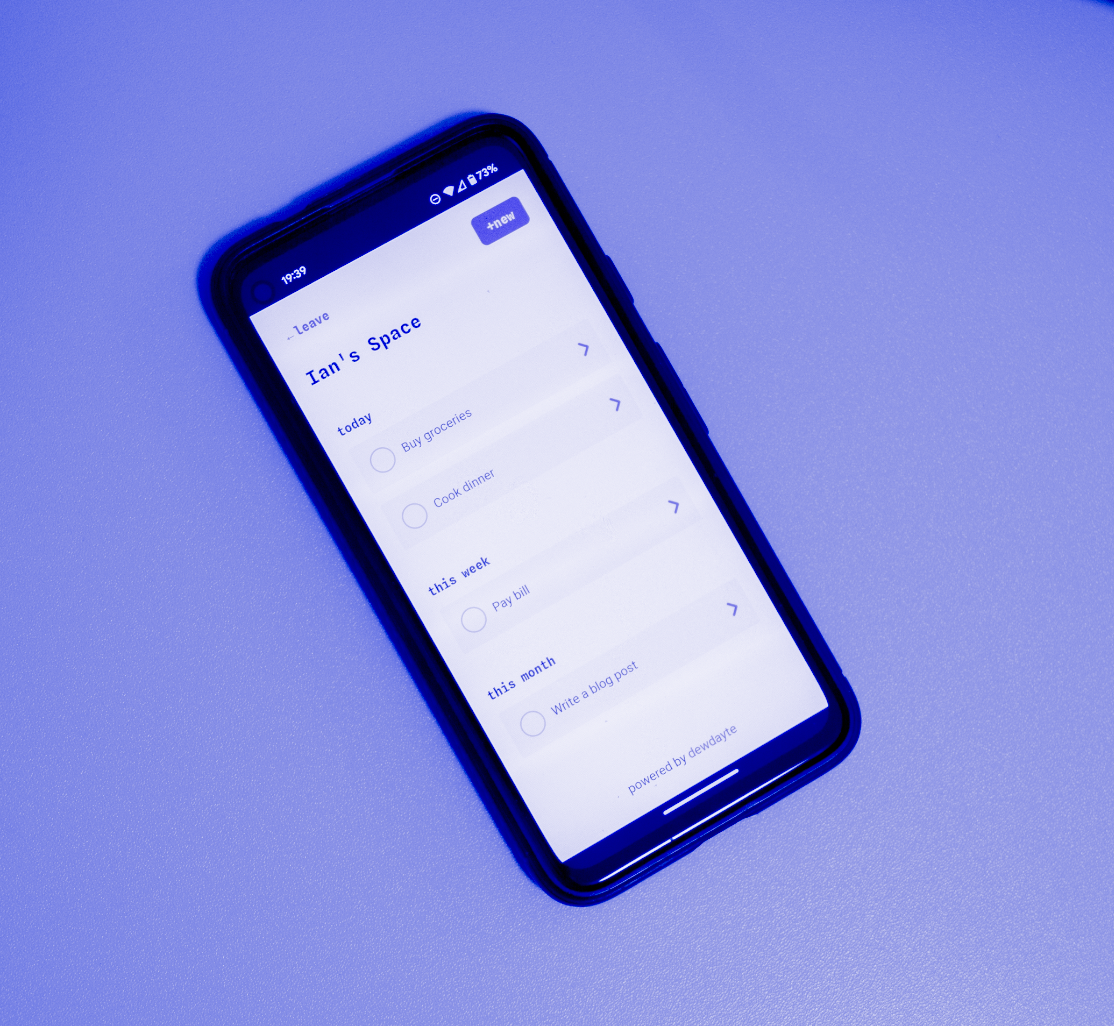 19:39
73%
+new
←leave
Ian's Space
today
Buy groceries
Cook dinner
this week
Pay bill
this month
Write a blog post
powered by dewdayte